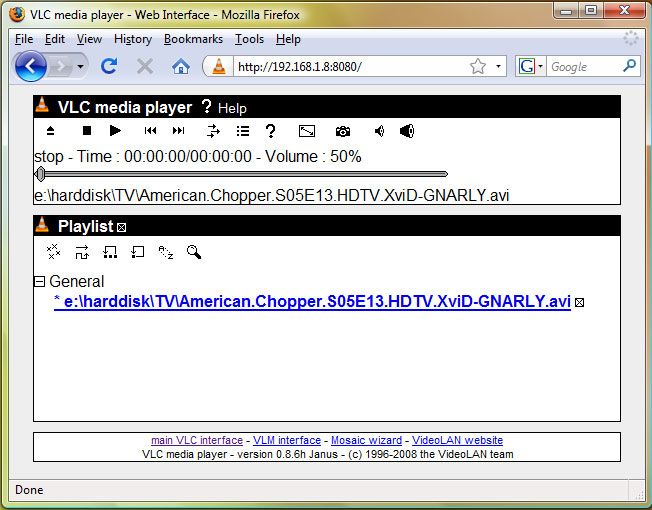 VLC media player - Web Interface - Mozilla Firefox
File Edit View History Bookmarks Tools Help
http://192.168.1.8:8080/ Google
VLC media player ? Help
stop - Time : 00:00:00/00:00:00 - Volume : 50%
e:\harddisk\TV\American.Chopper.S05E13.HDTV.XviD-GNARLY.avi
Playlist
General
* e:\harddisk\TV\American.Chopper.S05E13.HDTV.XviD-GNARLY.avi
main VLC interface - VLM interface - Mosaic wizard - VideoLAN website
VLC media player - version 0.8.6h Janus - (c) 1996-2008 the VideoLAN team
Done